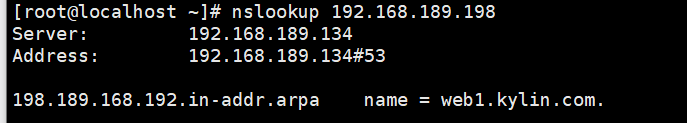 [root@localhost ~]# nslookup 192.168.189.198
Server:         192.168.189.134
Address:        192.168.189.134#53
198.189.168.192.in-addr.arpa    name = web1.kylin.com.